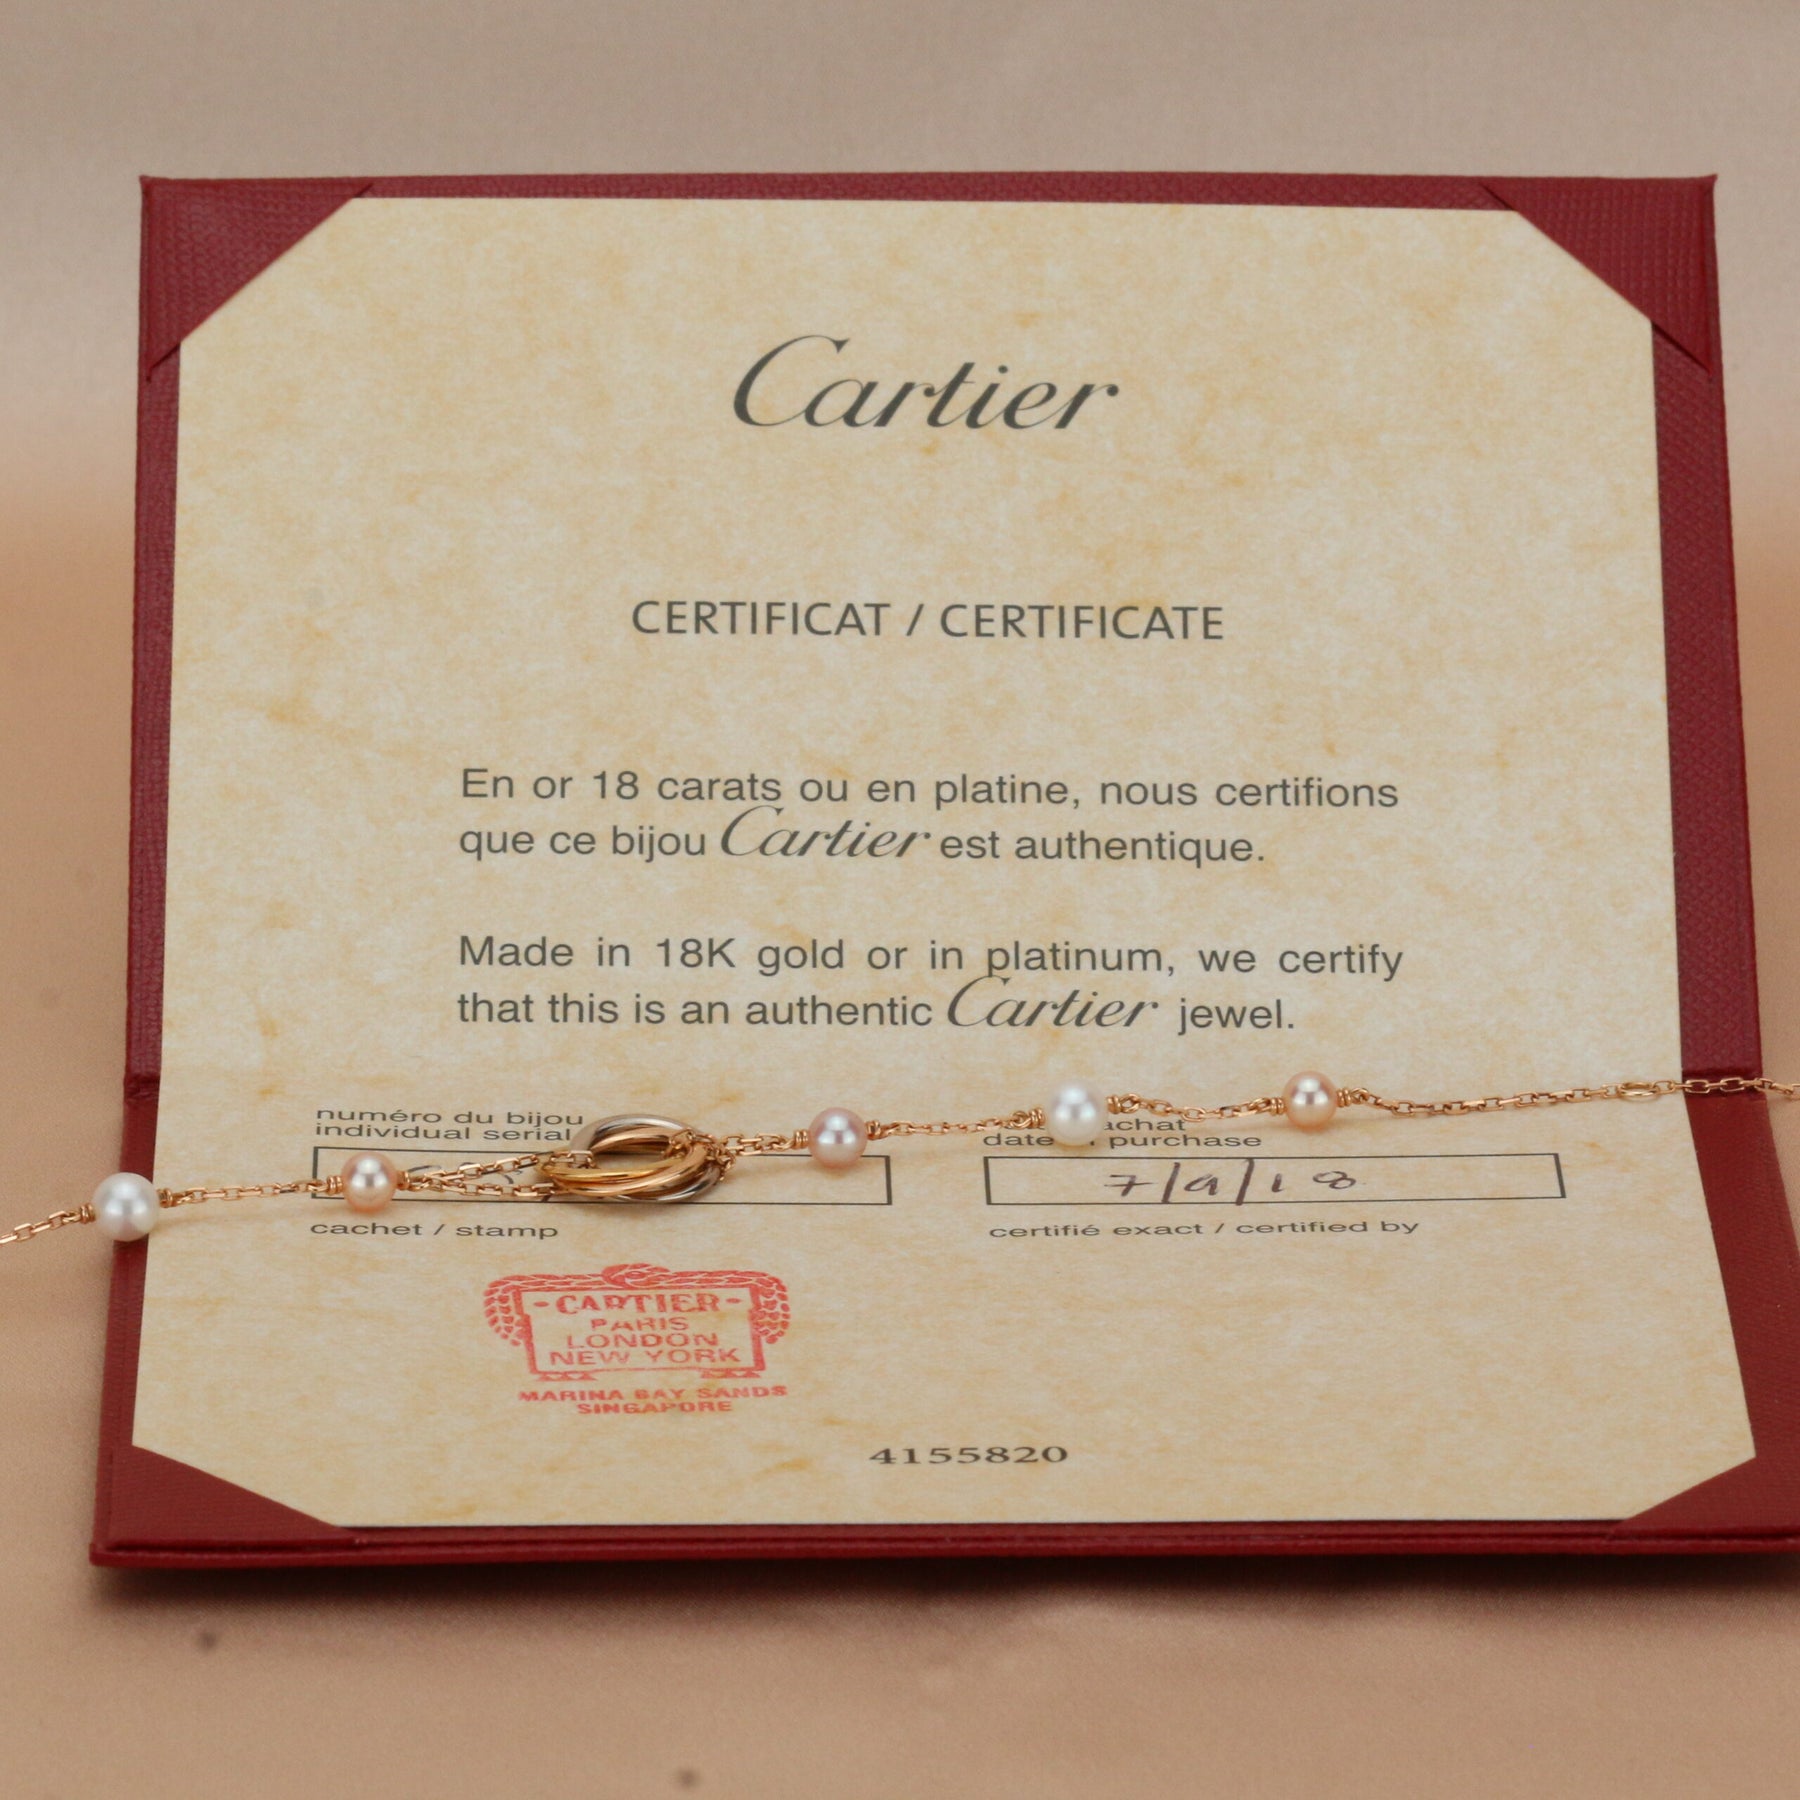 Cartier
CERTIFICAT / CERTIFICATE
En or 18 carats ou en platine, nous certifions
que ce bijou Cartier est authentique.
Made in 18K gold or in platinum, we certify
that this is an authentic Cartier jewel.
numéro du bijou
individual serial
achat
date purchase
7/9/18
cachet / stamp
certifié exact / certified by
-CARTIER-
PARIS
LONDON
NEW YORK
MARINA BAY SANDS
SINGAPORE
4155820